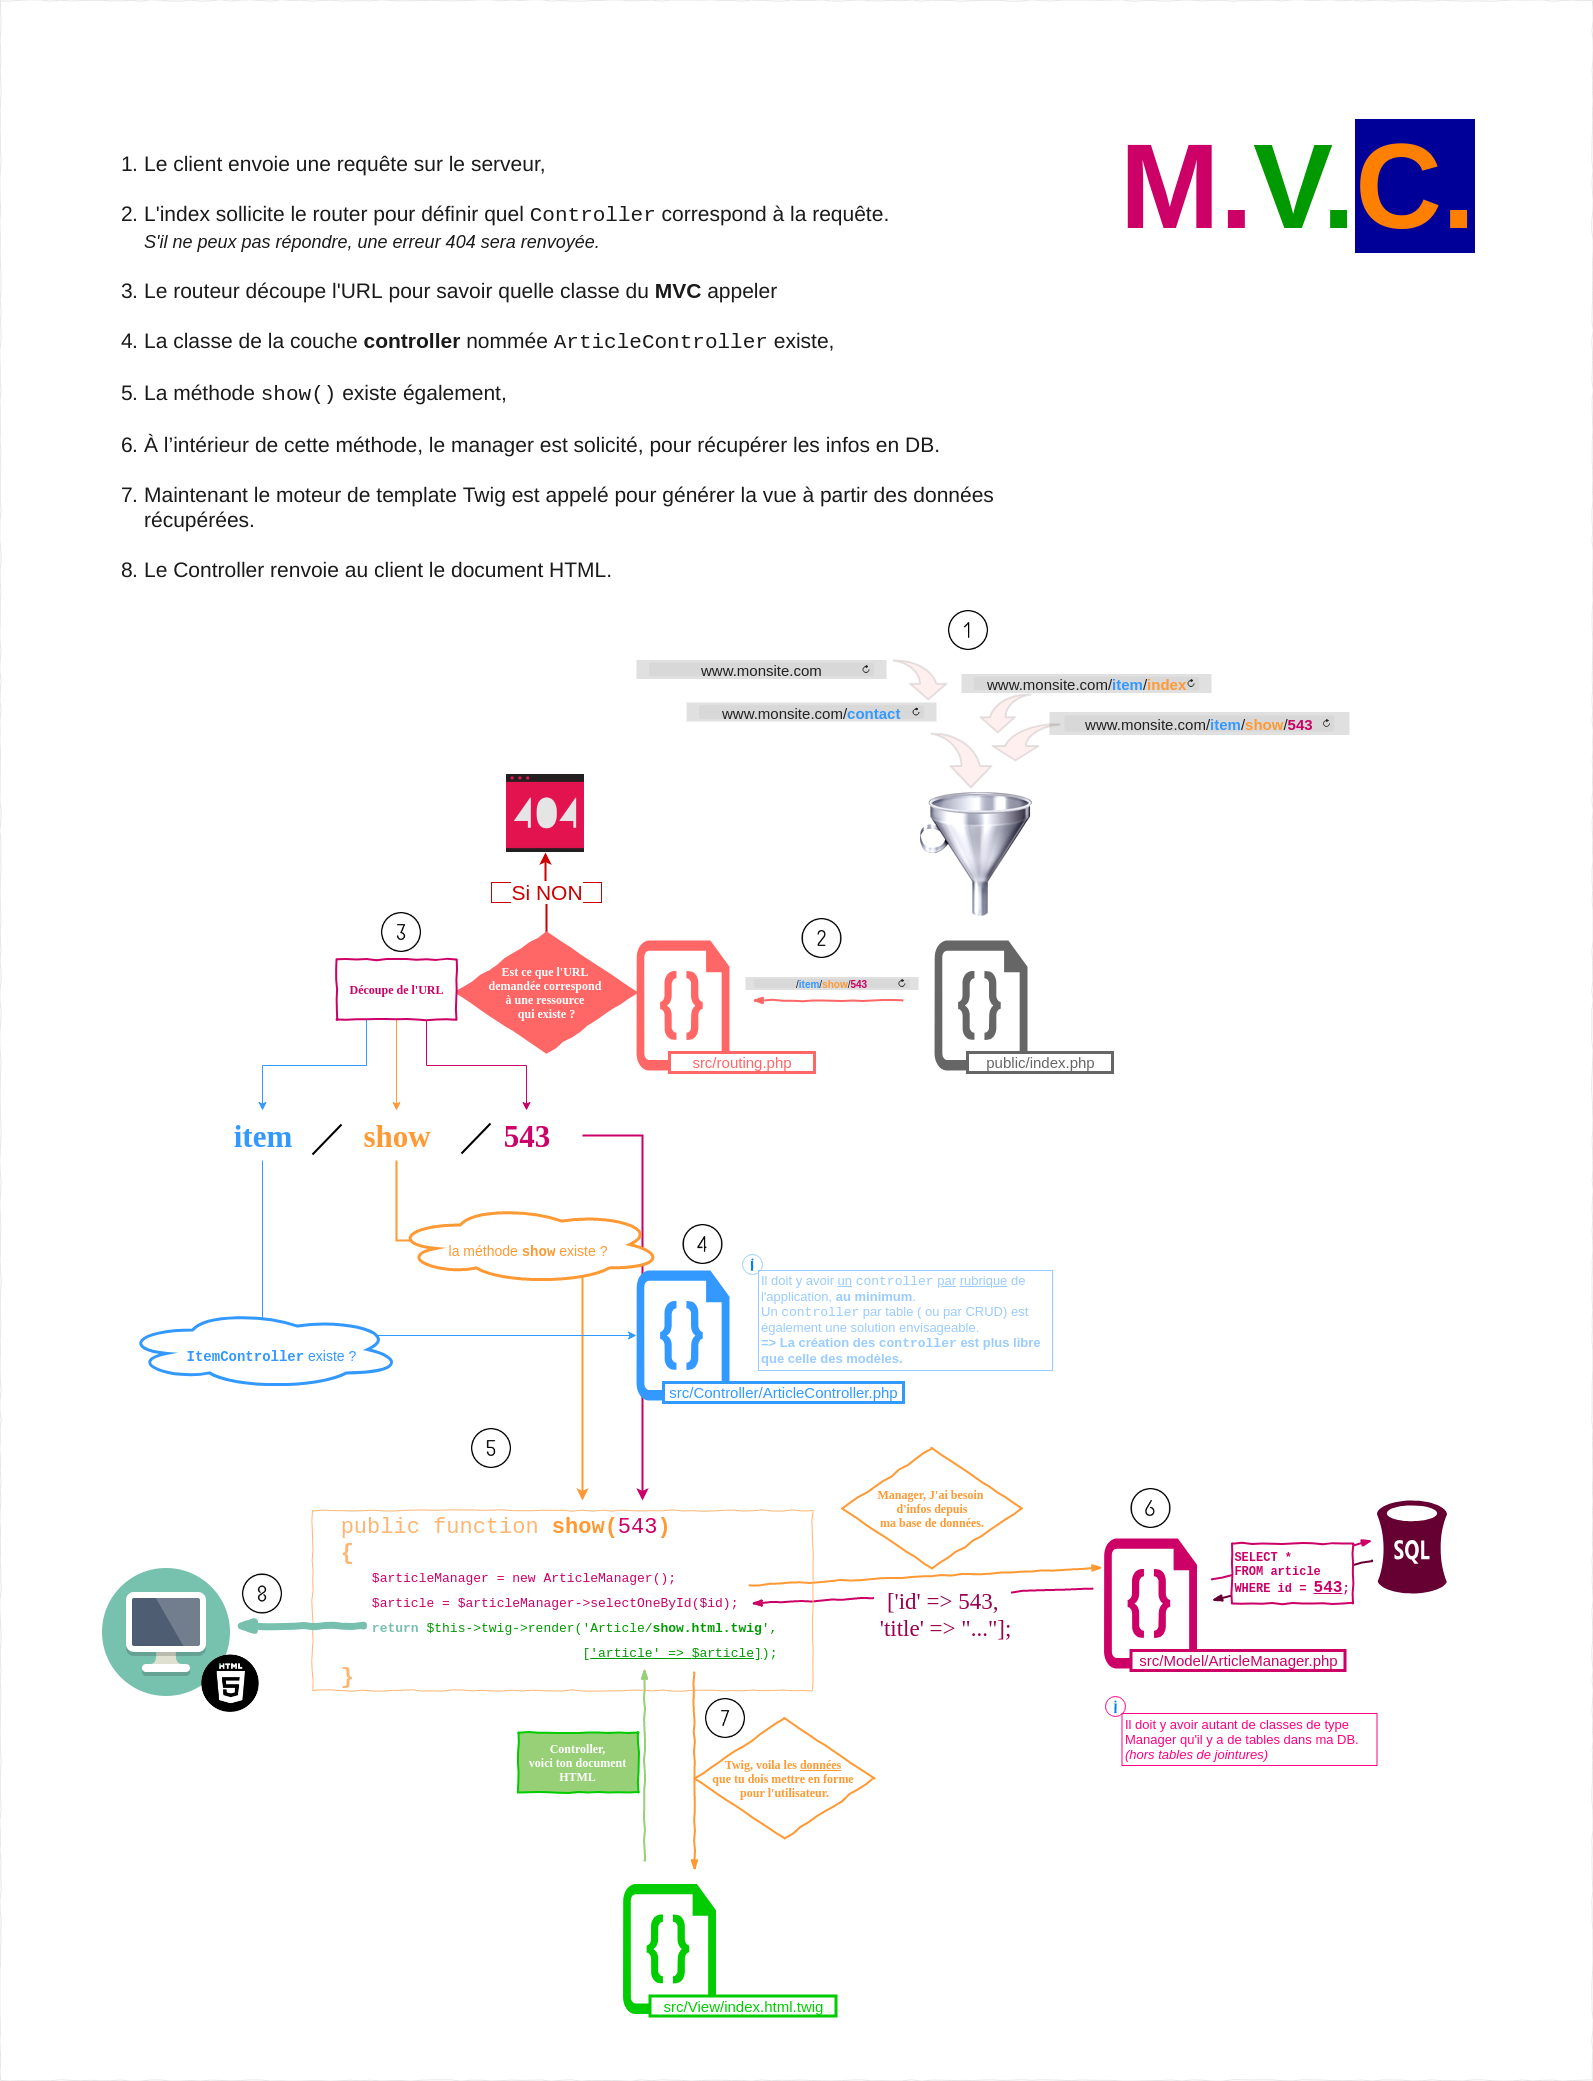 M.V.C.
1. Le client envoie une requête sur le serveur,
2. L'index sollicite le router pour définir quel Controller correspond à la requête.
S'il ne peux pas répondre, une erreur 404 sera renvoyée.
3. Le routeur découpe l'URL pour savoir quelle classe du MVC appeler
4. La classe de la couche controller nommée ArticleController existe,
5. La méthode show() existe également,
6. À l’intérieur de cette méthode, le manager est solicité, pour récupérer les infos en DB.
7. Maintenant le moteur de template Twig est appelé pour générer la vue à partir des données
récupérées.
8. Le Controller renvoie au client le document HTML.
1
www.monsite.com
www.monsite.com/item/index
www.monsite.com/contact
www.monsite.com/item/show/543
404
Si NON
3
2
Découpe de l'URL
Est ce que l'URL
demandée correspond
à une ressource
qui existe ?
{}
/item/show/543
{}
src/routing.php
public/index.php
item / show / 543
la méthode show existe ?
4
i
Il doit y avoir un controller par rubrique de
l'application, au minimum.
Un controller par table ( ou par CRUD) est
également une solution envisageable.
=> La création des controller est plus libre
que celle des modèles.
{}
ItemController existe ?
src/Controller/ArticleController.php
5
Manager, J'ai besoin
d'infos depuis
ma base de données.
6
public function show(543)
{
$articleManager = new ArticleManager();
$article = $articleManager->selectOneById($id);
return $this->twig->render('Article/show.html.twig',
['article' => $article]);
}
['id' => 543,
'title' => "..."];
{}
SELECT *
FROM article
WHERE id = 543;
SQL
src/Model/ArticleManager.php
8
HTML
5
i
Il doit y avoir autant de classes de type
Manager qu'il y a de tables dans ma DB.
(hors tables de jointures)
7
Controller,
voici ton document
HTML
Twig, voila les données
que tu dois mettre en forme
pour l'utilisateur.
{}
src/View/index.html.twig